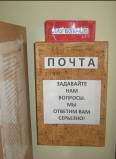 ПОЧТА
ЗАДАВАЙТЕ
НАМ
ВОПРОСЫ.
МЫ
ОТВЕТИМ ВАМ
СЕРЬЕЗНО!